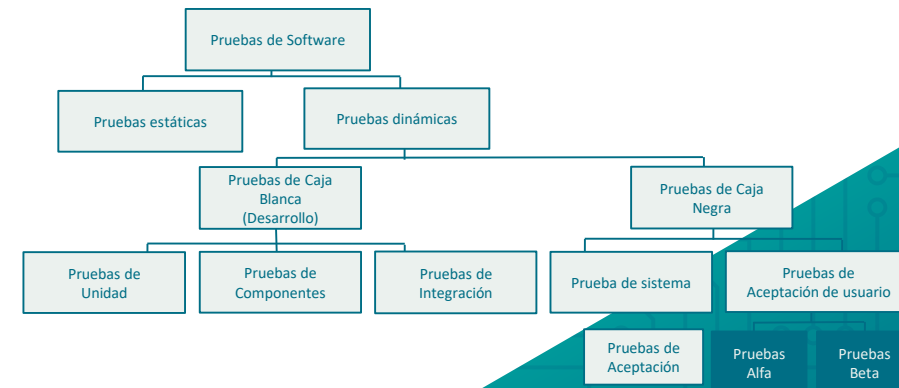 Pruebas de Software
Pruebas estáticas
Pruebas dinámicas
Pruebas de Caja
Blanca
(Desarrollo)
Pruebas de Caja
Negra
Pruebas de
Unidad
Pruebas de
Componentes
Pruebas de
Integración
Prueba de sistema
Pruebas de
Aceptación de usuario
Pruebas de
Aceptación
Pruebas
Alfa
Pruebas
Beta